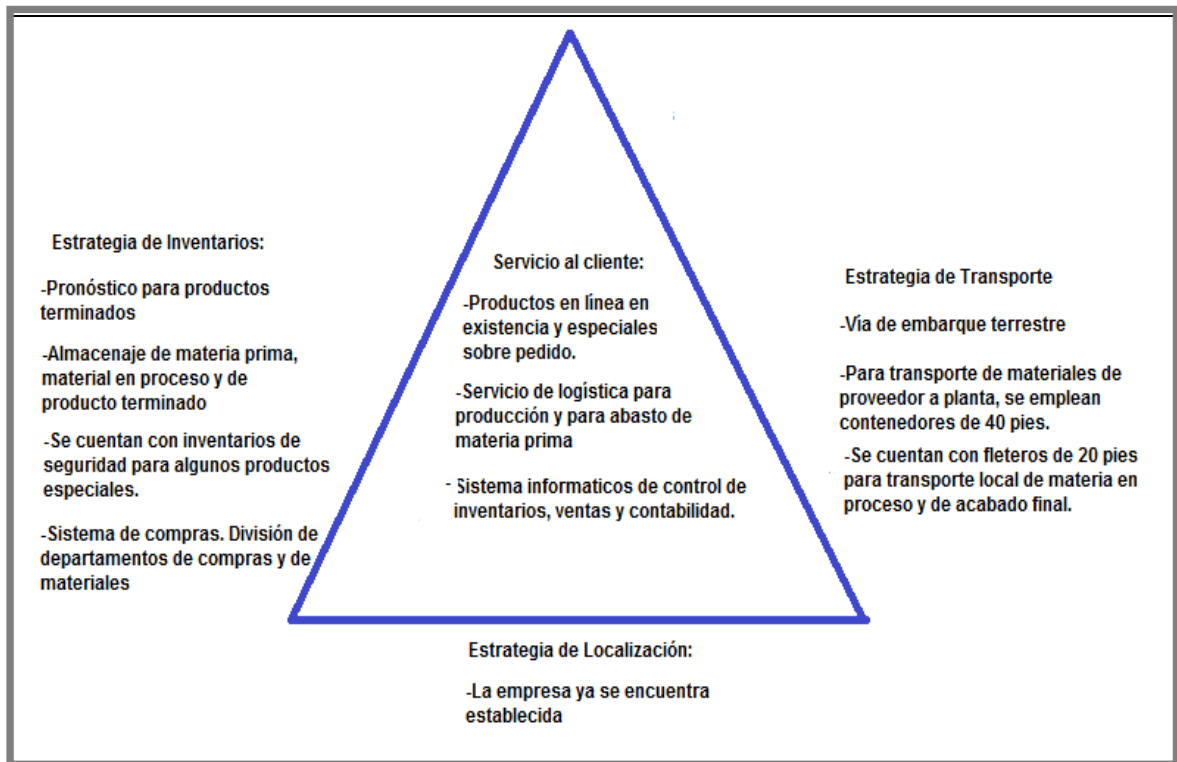 Estrategia de Inventarios:
-Pronóstico para productos
terminados
-Almacenaje de materia prima,
material en proceso y de
producto terminado
-Se cuentan con inventarios de
seguridad para algunos productos
especiales.
-Sistema de compras. División de
departamentos de compras y de
materiales
Servicio al cliente:
-Productos en línea en
existencia y especiales
sobre pedido.
-Servicio de logística para
producción y para abasto de
materia prima
- Sistema informaticos de control de
inventarios, ventas y contabilidad.
Estrategia de Transporte
-Vía de embarque terrestre
-Para transporte de materiales de
proveedor a planta, se emplean
contenedores de 40 pies.
-Se cuentan con fleteros de 20 pies
para transporte local de materia en
proceso y de acabado final.
Estrategia de Localización:
-La empresa ya se encuentra
establecida